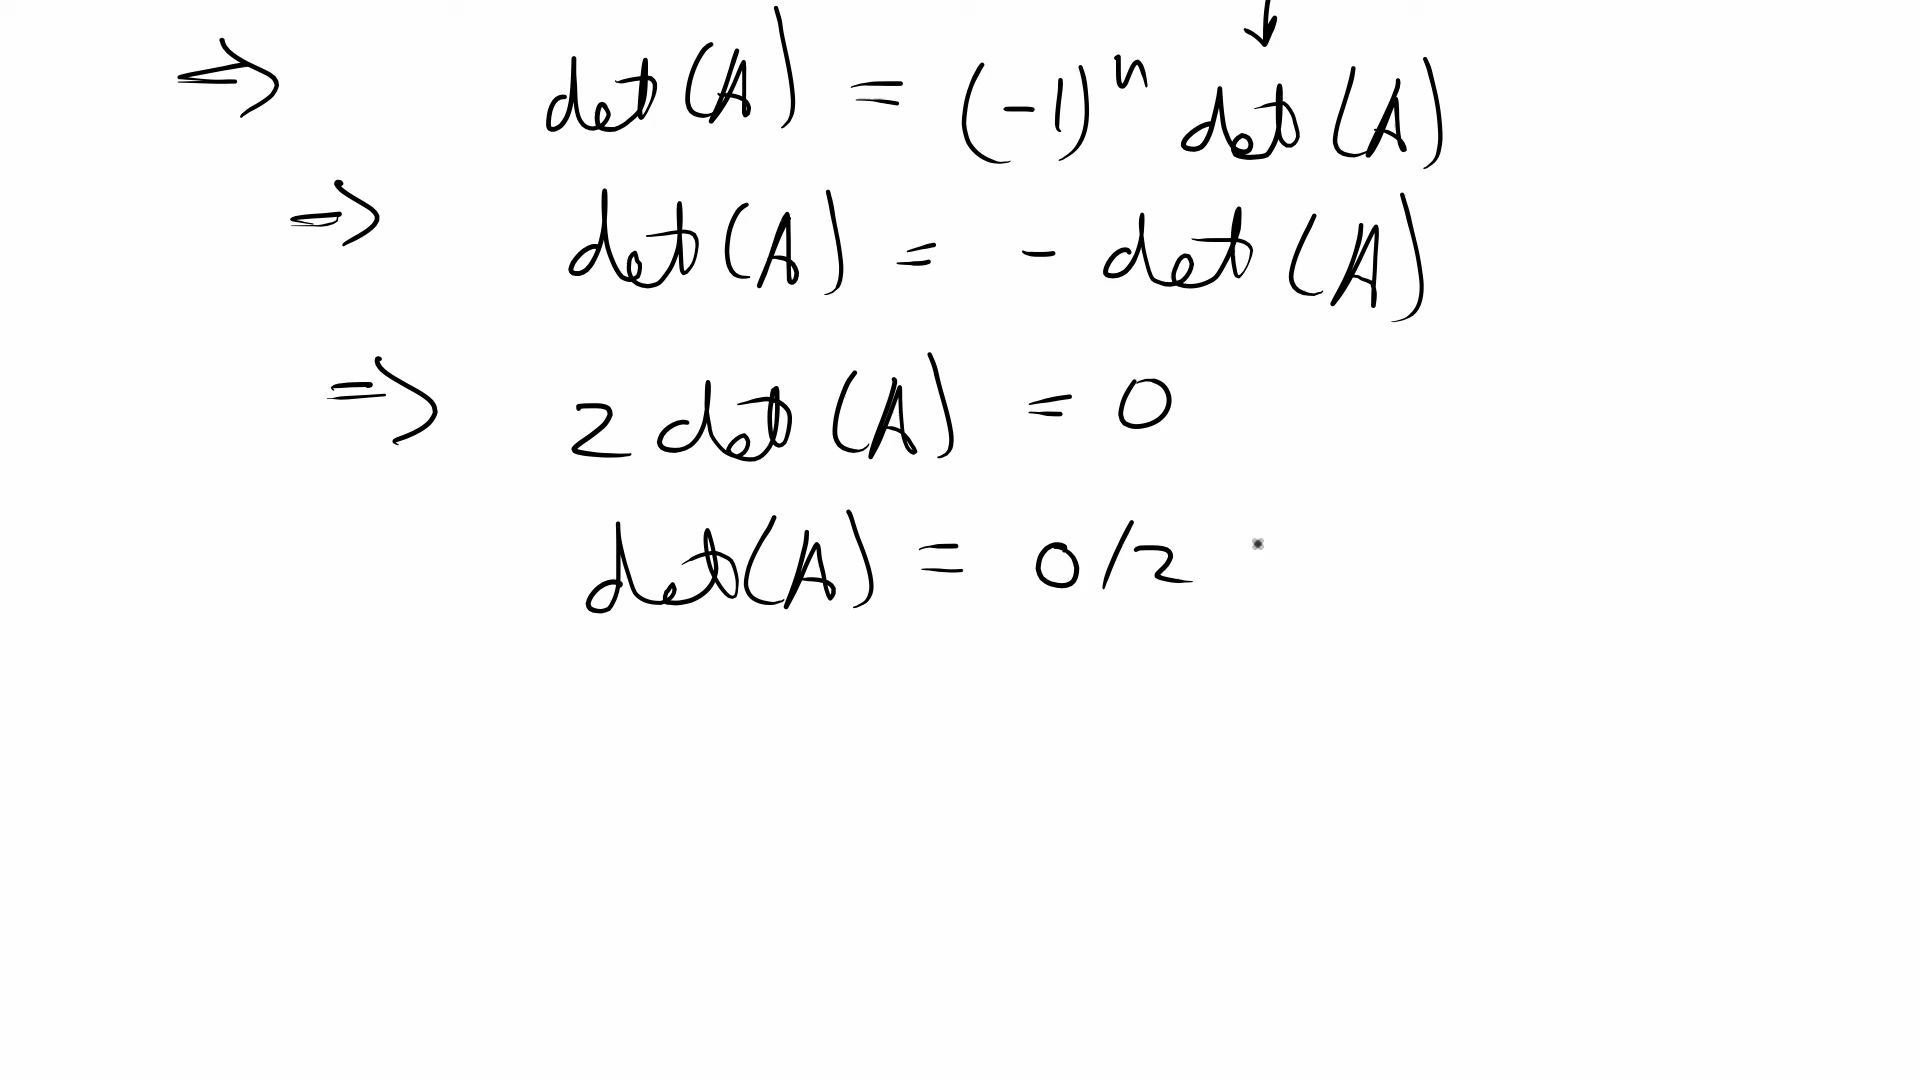 ⇒ det(A) = (-1)ⁿ det(A)
⇒ det(A) = - det(A)
⇒ 2 det(A) = 0
det(A) = 0/2